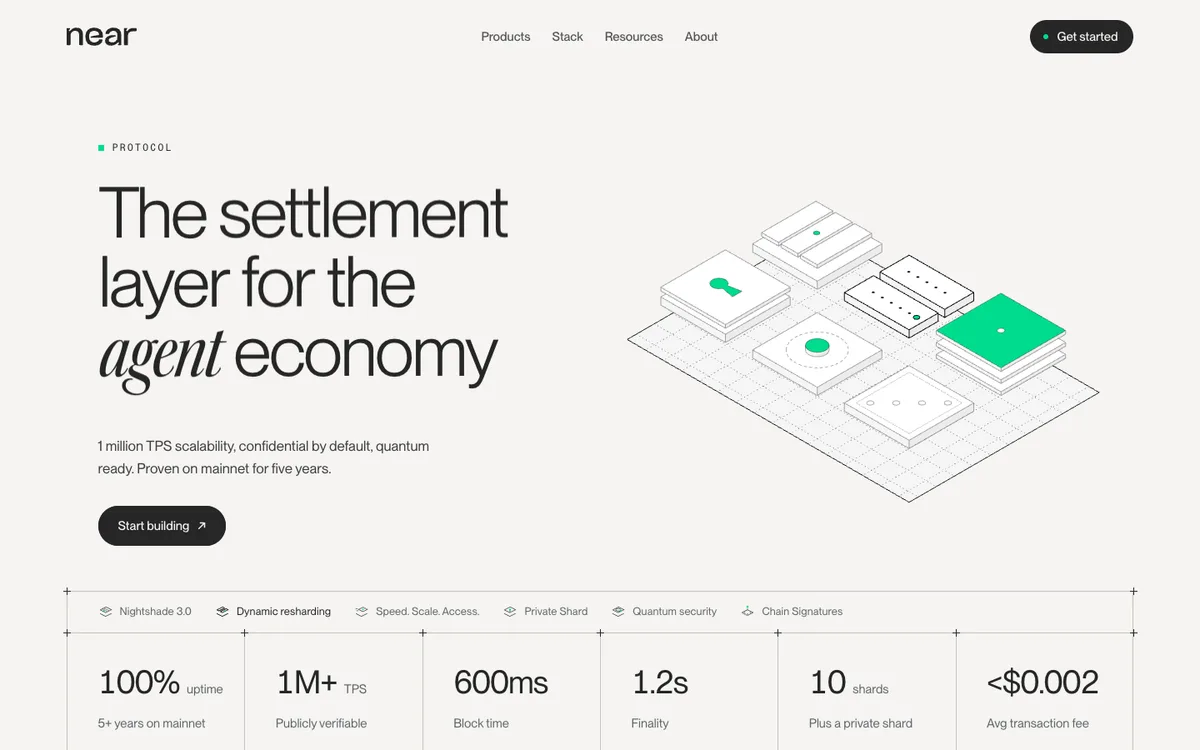 near
Products Stack Resources About
Get started
PROTOCOL
The settlement
layer for the
agent economy
1 million TPS scalability, confidential by default, quantum
ready. Proven on mainnet for five years.
Start building ↗
Nightshade 3.0 Dynamic resharding Speed. Scale. Access. Private Shard Quantum security Chain Signatures
100% uptime 1M+ TPS 600ms 1.2s 10 shards <$0.002
5+ years on mainnet Publicly verifiable Block time Finality Plus a private shard Avg transaction fee